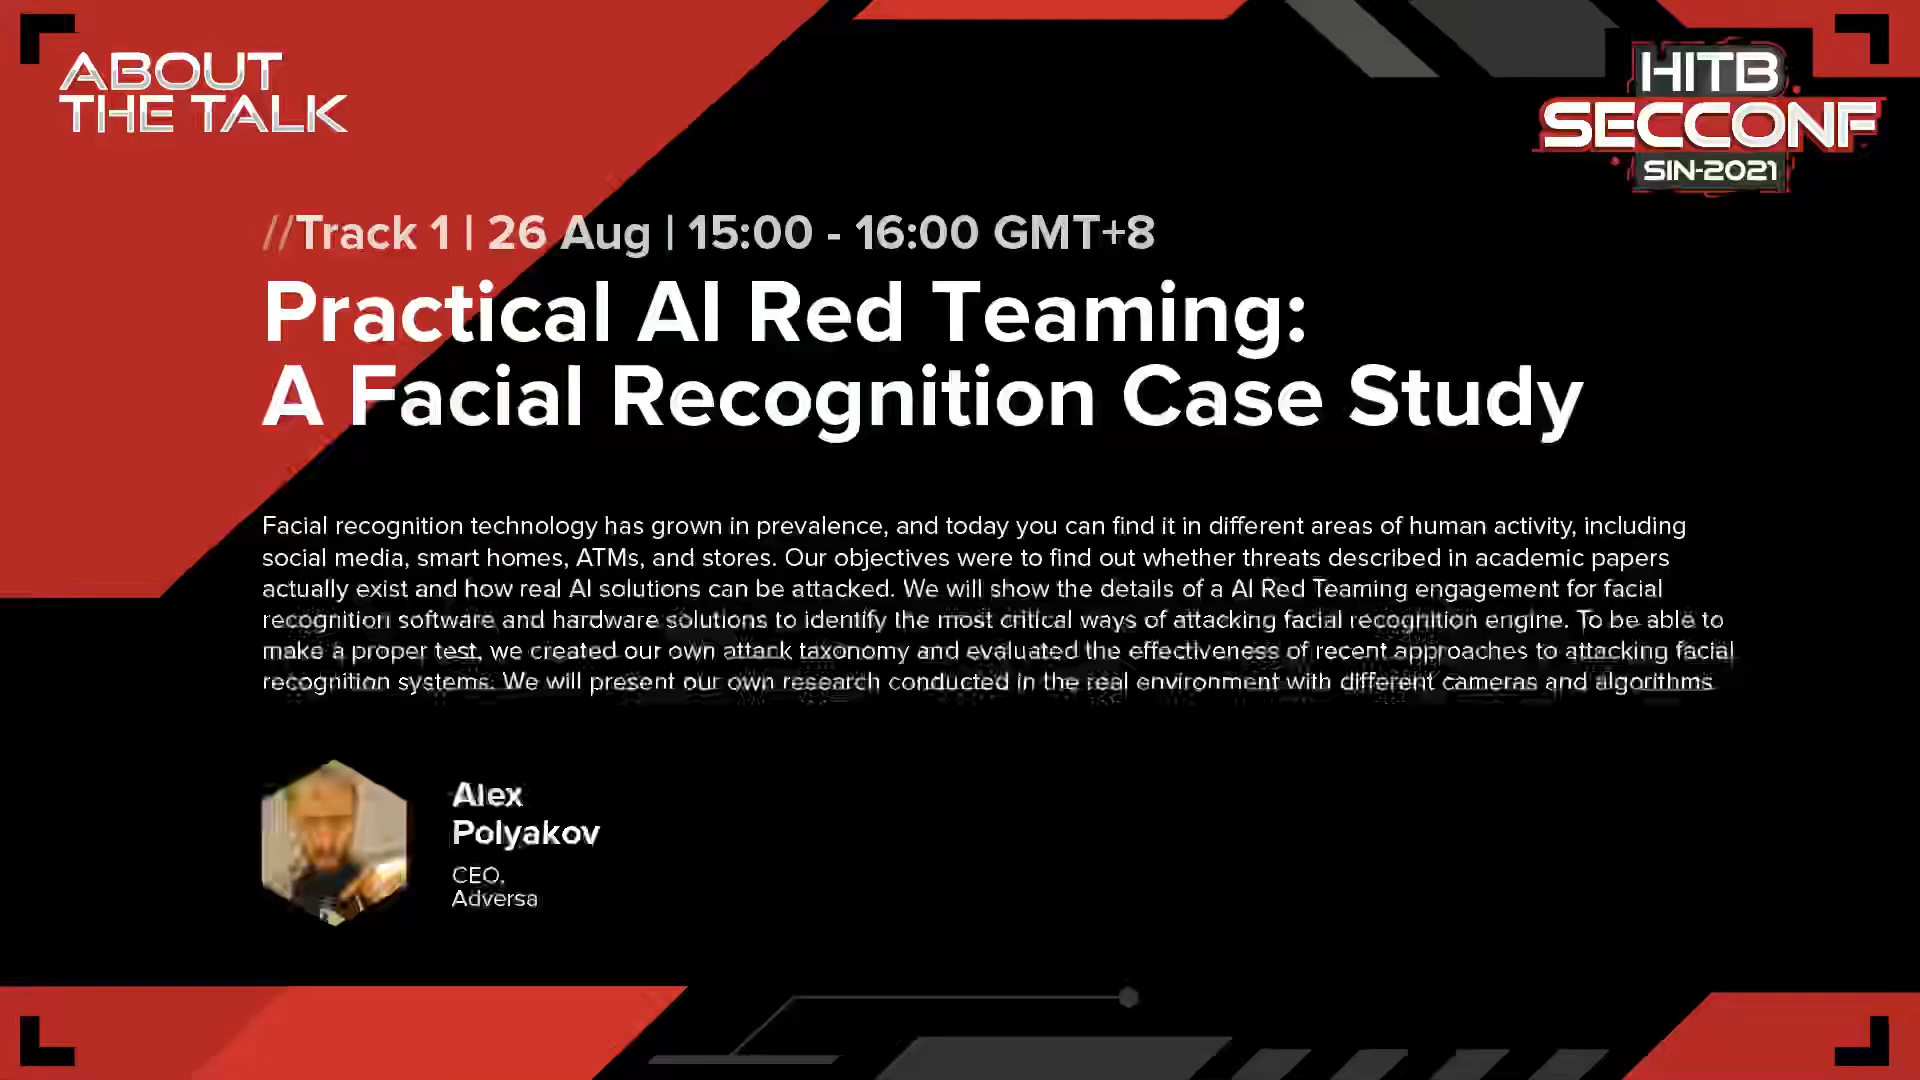 ABOUT
THE TALK
HITB
SECCONF
SIN-2021
//Track 1 | 26 Aug | 15:00 - 16:00 GMT+8
Practical AI Red Teaming:
A Facial Recognition Case Study
Facial recognition technology has grown in prevalence, and today you can find it in different areas of human activity, including
social media, smart homes, ATMs, and stores. Our objectives were to find out whether threats described in academic papers
actually exist and how real AI solutions can be attacked. We will show the details of a AI Red Teaming engagement for facial
recognition software and hardware solutions to identify the most critical ways of attacking facial recognition engine. To be able to
make a proper test, we created our own attack taxonomy and evaluated the effectiveness of recent approaches to attacking facial
recognition systems. We will present our own research conducted in the real environment with different cameras and algorithms
Alex
Polyakov
CEO,
Adversa